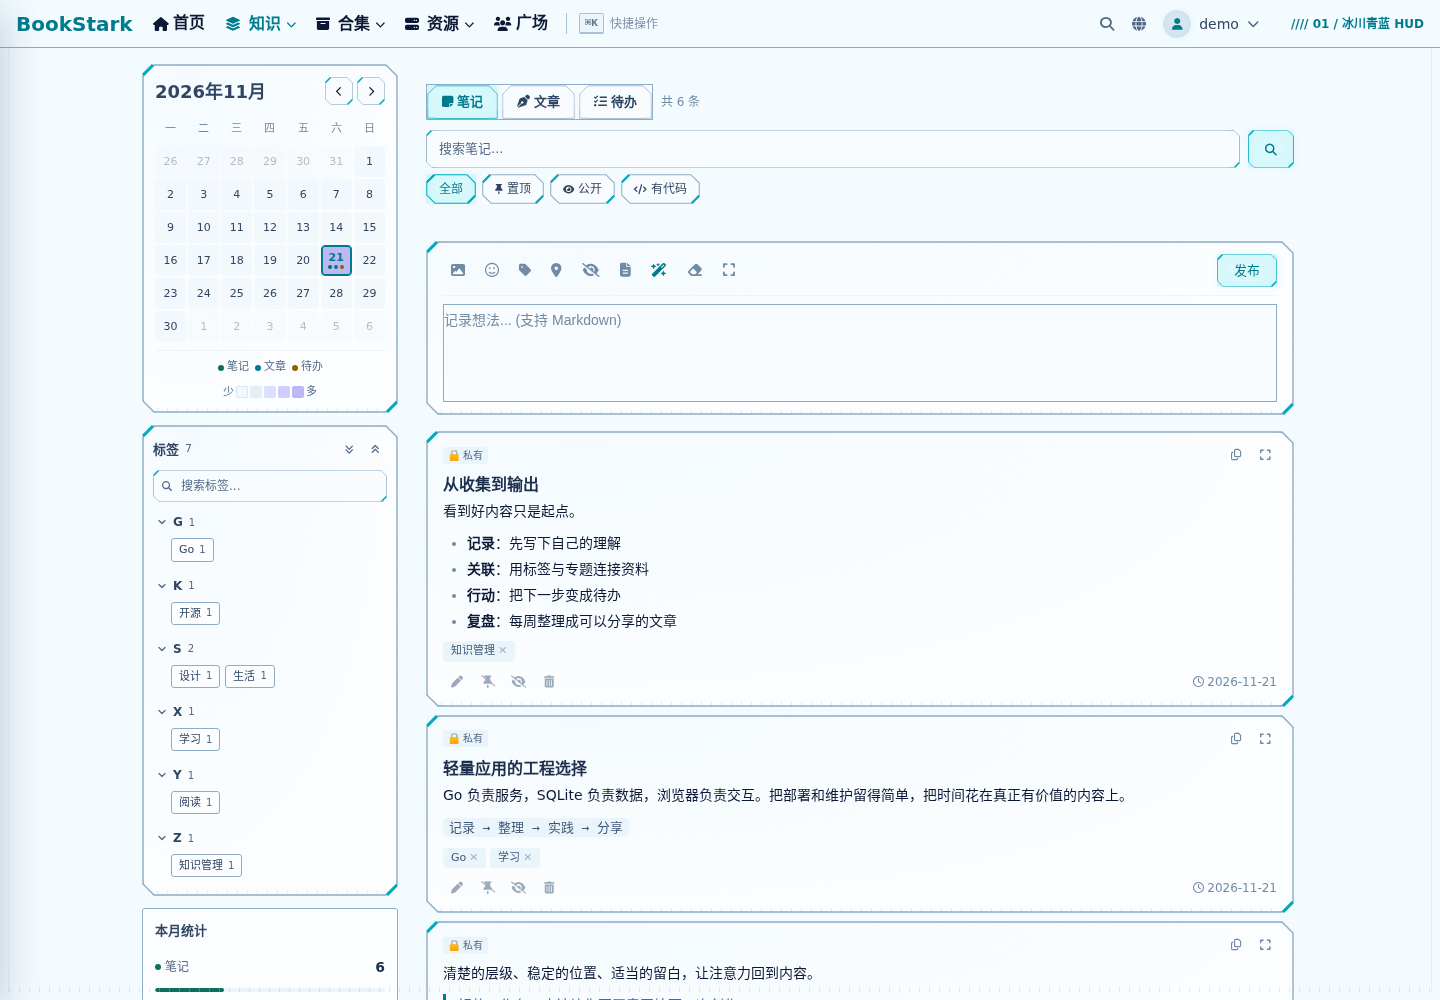 BookStark 首页 知识 合集 资源 广场 ⌘K 快捷操作 demo //// 01 / 冰川青蓝 HUD
2026年11月
一 二 三 四 五 六 日
26 27 28 29 30 31 1
2 3 4 5 6 7 8
9 10 11 12 13 14 15
16 17 18 19 20 21 22
23 24 25 26 27 28 29
30 1 2 3 4 5 6
笔记 文章 待办
少 多
标签 7
搜索标签...
G 1
Go 1
K 1
开源 1
S 2
设计 1 生活 1
X 1
学习 1
Y 1
阅读 1
Z 1
知识管理 1
本月统计
笔记 6
笔记 文章 待办 共 6 条
搜索笔记...
全部 置顶 公开 有代码
发布
记录想法... (支持 Markdown)
私有
从收集到输出
看到好内容只是起点。
• 记录：先写下自己的理解
• 关联：用标签与专题连接资料
• 行动：把下一步变成待办
• 复盘：每周整理成可以分享的文章
知识管理 ×
2026-11-21
私有
轻量应用的工程选择
Go 负责服务，SQLite 负责数据，浏览器负责交互。把部署和维护留得简单，把时间花在真正有价值的内容上。
记录 → 整理 → 实践 → 分享
Go × 学习 ×
2026-11-21
私有
清楚的层级、稳定的位置、适当的留白，让注意力回到内容。